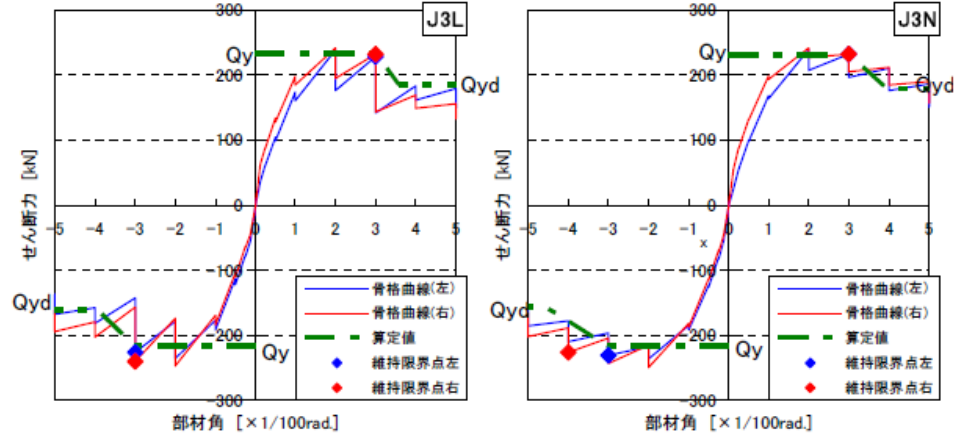 300
J3L
Qy
200
Qyd
100
せん断力 [kN]
0
-5 -4 -3 -2 -1 0 1 2 3 4 5
-100
Qyd
-200
Qy
-300
骨格曲線(左)
骨格曲線(右)
算定値
維持限界点左
維持限界点右
部材角 [×1/100rad.]
300
J3N
Qy
200
Qyd
100
せん断力 [kN]
0
-5 -4 -3 -2 -1 0 1 2 3 4 5
x
-100
Qyd
-200
Qy
-300
骨格曲線(左)
骨格曲線(右)
算定値
維持限界点左
維持限界点右
部材角 [×1/100rad.]